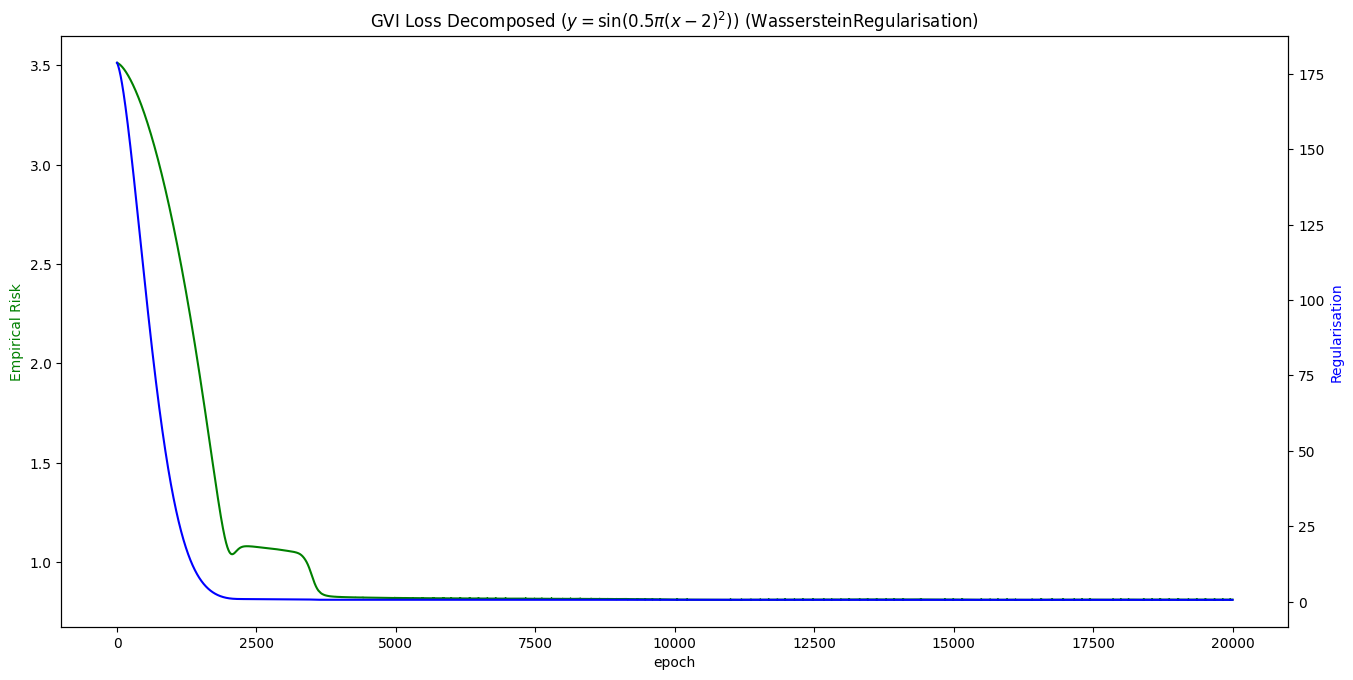 GVI Loss Decomposed (y = sin(0.5π(x − 2)²)) (WassersteinRegularisation)
Empirical Risk
3.5
3.0
2.5
2.0
1.5
1.0
175
150
125
100
75
50
25
0
Regularisation
0 2500 5000 7500 10000 12500 15000 17500 20000
epoch